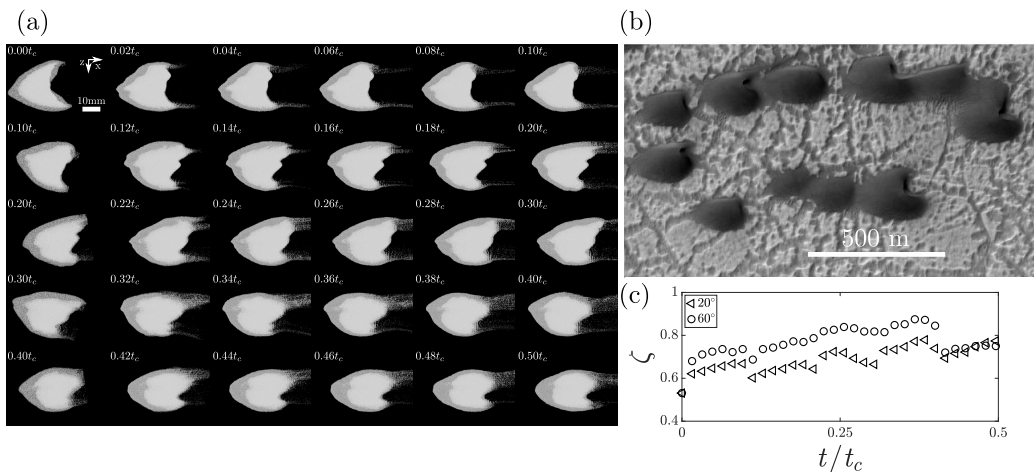 (a)
0.00t_c
0.02t_c
0.04t_c
0.06t_c
0.08t_c
0.10t_c
z
x
10mm
0.10t_c
0.12t_c
0.14t_c
0.16t_c
0.18t_c
0.20t_c
0.20t_c
0.22t_c
0.24t_c
0.26t_c
0.28t_c
0.30t_c
0.30t_c
0.32t_c
0.34t_c
0.36t_c
0.38t_c
0.40t_c
0.40t_c
0.42t_c
0.44t_c
0.46t_c
0.48t_c
0.50t_c
(b)
500 m
(c)
1
0.8
0.6
0.4
ζ
20°
60°
0
0.25
0.5
t/t_c